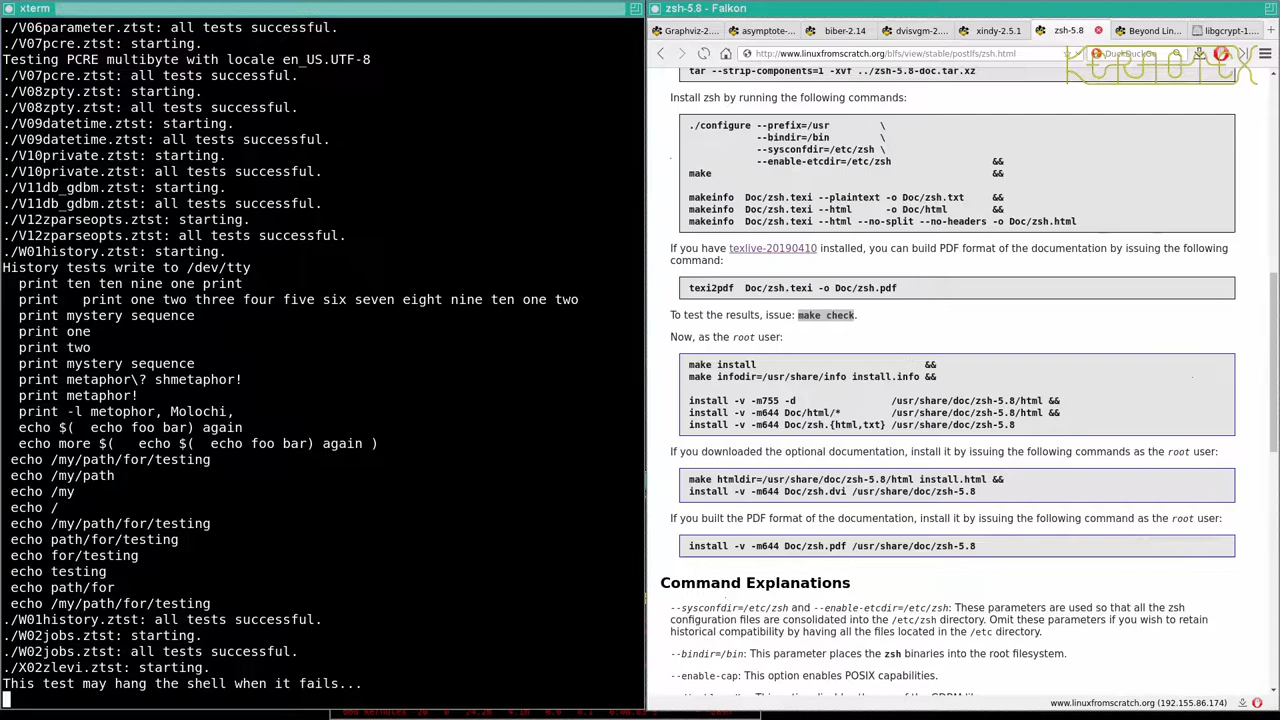 xterm
./V06parameter.ztst: all tests successful.
./V07pcre.ztst: starting.
Testing PCRE multibyte with locale en_US.UTF-8
./V07pcre.ztst: all tests successful.
./V08zpty.ztst: starting.
./V08zpty.ztst: all tests successful.
./V09datetime.ztst: starting.
./V09datetime.ztst: all tests successful.
./V10private.ztst: starting.
./V10private.ztst: all tests successful.
./V11db_gdbm.ztst: starting.
./V11db_gdbm.ztst: all tests successful.
./V12zparseopts.ztst: starting.
./V12zparseopts.ztst: all tests successful.
./W01history.ztst: starting.
History tests write to /dev/tty
print ten ten nine one print
print   print one two three four five six seven eight nine ten one two
print mystery sequence
print one
print two
print mystery sequence
print metaphor\? shmetaphor!
print metaphor!
print -l metophor, Molochi,
echo $(  echo foo bar) again
echo more $(   echo $(  echo foo bar) again )
echo /my/path/for/testing
echo /my/path
echo /my
echo /
echo /my/path/for/testing
echo path/for/testing
echo for/testing
echo testing
echo path/for
echo /my/path/for/testing
./W01history.ztst: all tests successful.
./W02jobs.ztst: starting.
./W02jobs.ztst: all tests successful.
./X02zlevi.ztst: starting.
This test may hang the shell when it fails...
zsh-5.8 - Falkon
Graphviz-2.... asymptote-... biber-2.14 dvisvgm-2.... xindy-2.5.1 zsh-5.8 Beyond Lin... libgcrypt-1....
http://www.linuxfromscratch.org/blfs/view/stable/postlfs/zsh.html DuckDuckGo
tar --strip-components=1 -xvf ../zsh-5.8-doc.tar.xz
Install zsh by running the following commands:
./configure --prefix=/usr \
--bindir=/bin \
--sysconfdir=/etc/zsh \
--enable-etcdir=/etc/zsh &&
make &&
makeinfo  Doc/zsh.texi --plaintext -o Doc/zsh.txt &&
makeinfo  Doc/zsh.texi --html -o Doc/html &&
makeinfo  Doc/zsh.texi --html --no-split --no-headers -o Doc/zsh.html
If you have texlive-20190410 installed, you can build PDF format of the documentation by issuing the following
command:
texi2pdf  Doc/zsh.texi -o Doc/zsh.pdf
To test the results, issue: make check.
Now, as the root user:
make install &&
make infodir=/usr/share/info install.info &&
install -v -m755 -d /usr/share/doc/zsh-5.8/html &&
install -v -m644 Doc/html/* /usr/share/doc/zsh-5.8/html &&
install -v -m644 Doc/zsh.{html,txt} /usr/share/doc/zsh-5.8
If you downloaded the optional documentation, install it by issuing the following commands as the root user:
make htmldir=/usr/share/doc/zsh-5.8/html install.html &&
install -v -m644 Doc/zsh.dvi /usr/share/doc/zsh-5.8
If you built the PDF format of the documentation, install it by issuing the following command as the root user:
install -v -m644 Doc/zsh.pdf /usr/share/doc/zsh-5.8
Command Explanations
--sysconfdir=/etc/zsh and --enable-etcdir=/etc/zsh: These parameters are used so that all the zsh
configuration files are consolidated into the /etc/zsh directory. Omit these parameters if you wish to retain
historical compatibility by having all the files located in the /etc directory.
--bindir=/bin: This parameter places the zsh binaries into the root filesystem.
--enable-cap: This option enables POSIX capabilities.
www.linuxfromscratch.org (192.155.86.174)